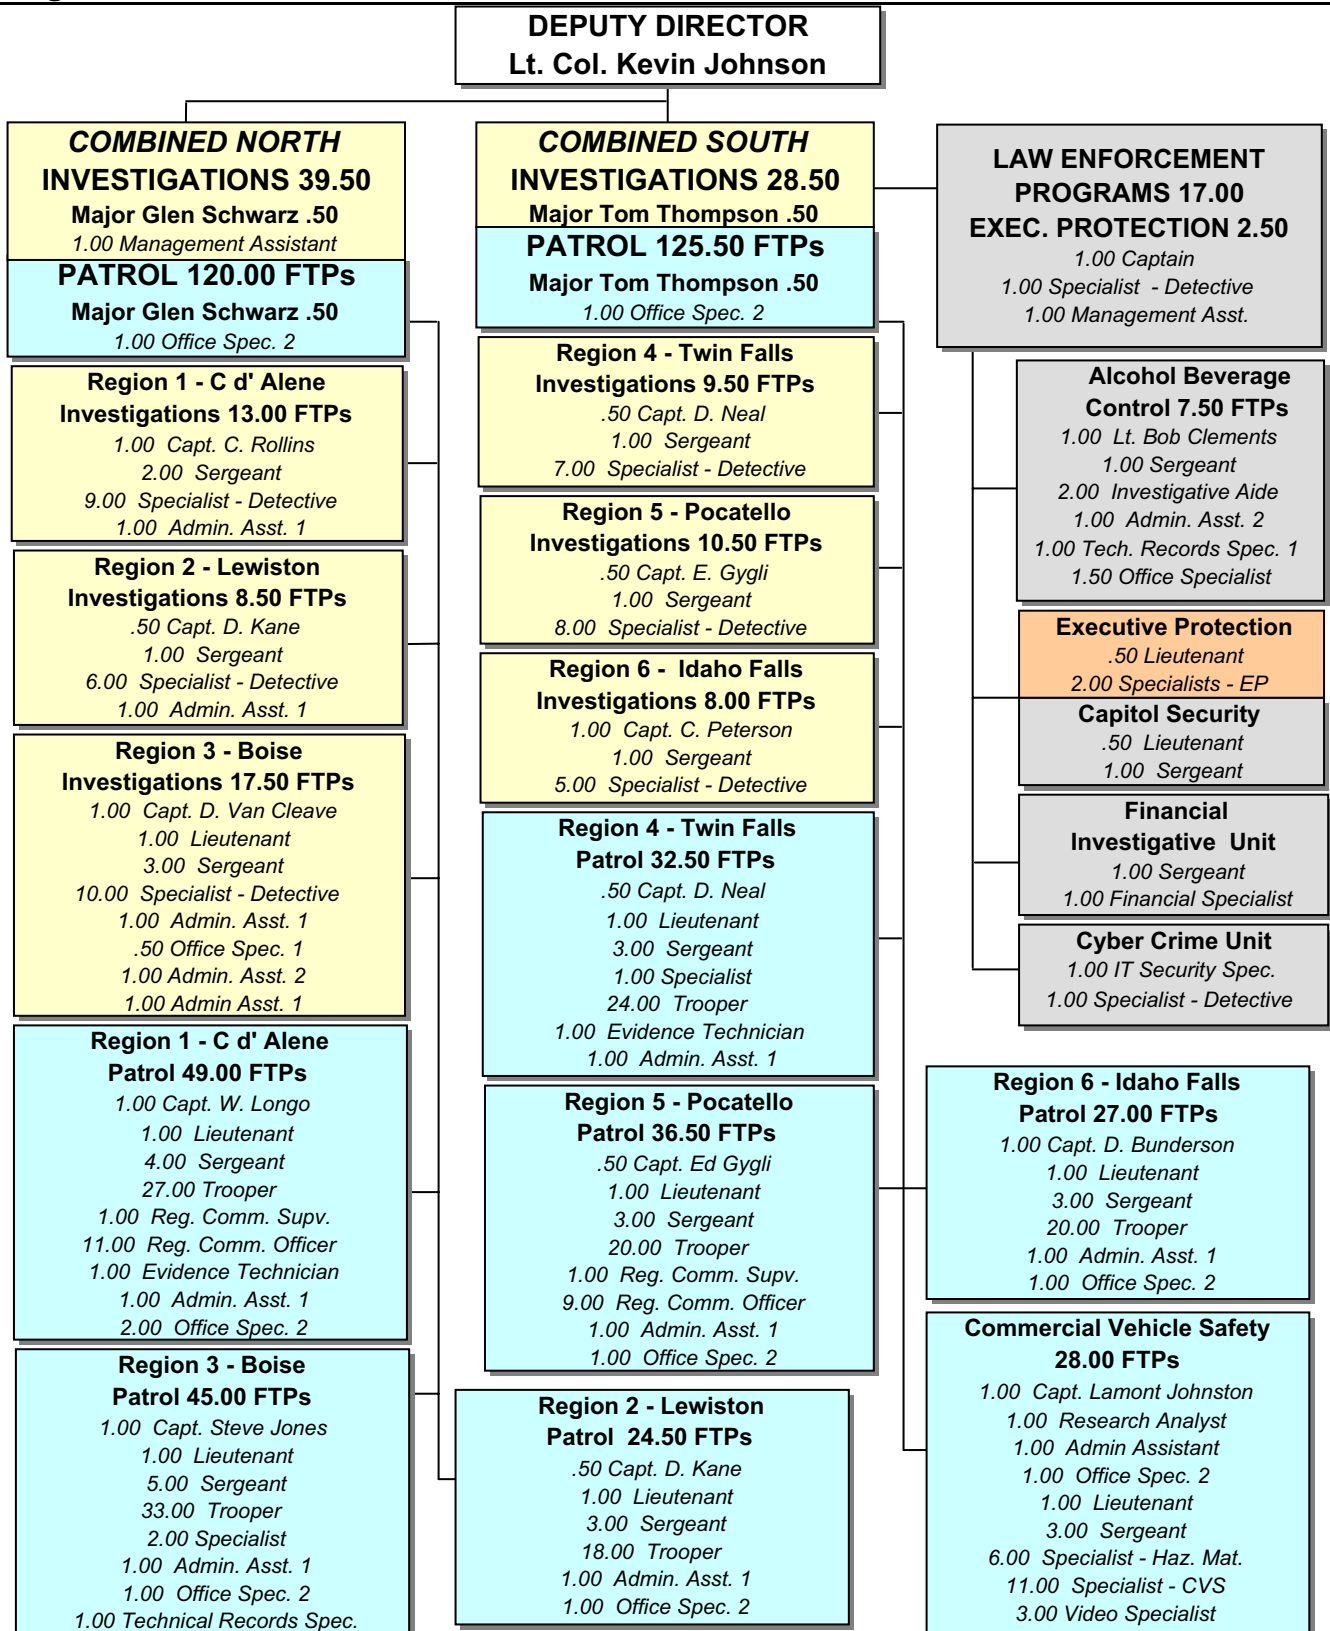 DEPUTY DIRECTOR
Lt. Col. Kevin Johnson
COMBINED NORTH
INVESTIGATIONS 39.50
Major Glen Schwarz .50
1.00 Management Assistant
PATROL 120.00 FTPs
Major Glen Schwarz .50
1.00 Office Spec. 2
Region 1 - C d' Alene
Investigations 13.00 FTPs
1.00 Capt. C. Rollins
2.00 Sergeant
9.00 Specialist - Detective
1.00 Admin. Asst. 1
Region 2 - Lewiston
Investigations 8.50 FTPs
.50 Capt. D. Kane
1.00 Sergeant
6.00 Specialist - Detective
1.00 Admin. Asst. 1
Region 3 - Boise
Investigations 17.50 FTPs
1.00 Capt. D. Van Cleave
1.00 Lieutenant
3.00 Sergeant
10.00 Specialist - Detective
1.00 Admin. Asst. 1
.50 Office Spec. 1
1.00 Admin. Asst. 2
1.00 Admin Asst. 1
Region 1 - C d' Alene
Patrol 49.00 FTPs
1.00 Capt. W. Longo
1.00 Lieutenant
4.00 Sergeant
27.00 Trooper
1.00 Reg. Comm. Supv.
11.00 Reg. Comm. Officer
1.00 Evidence Technician
1.00 Admin. Asst. 1
2.00 Office Spec. 2
Region 3 - Boise
Patrol 45.00 FTPs
1.00 Capt. Steve Jones
1.00 Lieutenant
5.00 Sergeant
33.00 Trooper
2.00 Specialist
1.00 Admin. Asst. 1
1.00 Office Spec. 2
1.00 Technical Records Spec.
COMBINED SOUTH
INVESTIGATIONS 28.50
Major Tom Thompson .50
PATROL 125.50 FTPs
Major Tom Thompson .50
1.00 Office Spec. 2
Region 4 - Twin Falls
Investigations 9.50 FTPs
.50 Capt. D. Neal
1.00 Sergeant
7.00 Specialist - Detective
Region 5 - Pocatello
Investigations 10.50 FTPs
.50 Capt. E. Gygli
1.00 Sergeant
8.00 Specialist - Detective
Region 6 - Idaho Falls
Investigations 8.00 FTPs
1.00 Capt. C. Peterson
1.00 Sergeant
5.00 Specialist - Detective
Region 4 - Twin Falls
Patrol 32.50 FTPs
.50 Capt. D. Neal
1.00 Lieutenant
3.00 Sergeant
1.00 Specialist
24.00 Trooper
1.00 Evidence Technician
1.00 Admin. Asst. 1
Region 5 - Pocatello
Patrol 36.50 FTPs
.50 Capt. Ed Gygli
1.00 Lieutenant
3.00 Sergeant
20.00 Trooper
1.00 Reg. Comm. Supv.
9.00 Reg. Comm. Officer
1.00 Admin. Asst. 1
1.00 Office Spec. 2
Region 2 - Lewiston
Patrol 24.50 FTPs
.50 Capt. D. Kane
1.00 Lieutenant
3.00 Sergeant
18.00 Trooper
1.00 Admin. Asst. 1
1.00 Office Spec. 2
LAW ENFORCEMENT
PROGRAMS 17.00
EXEC. PROTECTION 2.50
1.00 Captain
1.00 Specialist - Detective
1.00 Management Asst.
Alcohol Beverage
Control 7.50 FTPs
1.00 Lt. Bob Clements
1.00 Sergeant
2.00 Investigative Aide
1.00 Admin. Asst. 2
1.00 Tech. Records Spec. 1
1.50 Office Specialist
Executive Protection
.50 Lieutenant
2.00 Specialists - EP
Capitol Security
.50 Lieutenant
1.00 Sergeant
Financial
Investigative Unit
1.00 Sergeant
1.00 Financial Specialist
Cyber Crime Unit
1.00 IT Security Spec.
1.00 Specialist - Detective
Region 6 - Idaho Falls
Patrol 27.00 FTPs
1.00 Capt. D. Bunderson
1.00 Lieutenant
3.00 Sergeant
20.00 Trooper
1.00 Admin. Asst. 1
1.00 Office Spec. 2
Commercial Vehicle Safety
28.00 FTPs
1.00 Capt. Lamont Johnston
1.00 Research Analyst
1.00 Admin Assistant
1.00 Office Spec. 2
1.00 Lieutenant
3.00 Sergeant
6.00 Specialist - Haz. Mat.
11.00 Specialist - CVS
3.00 Video Specialist